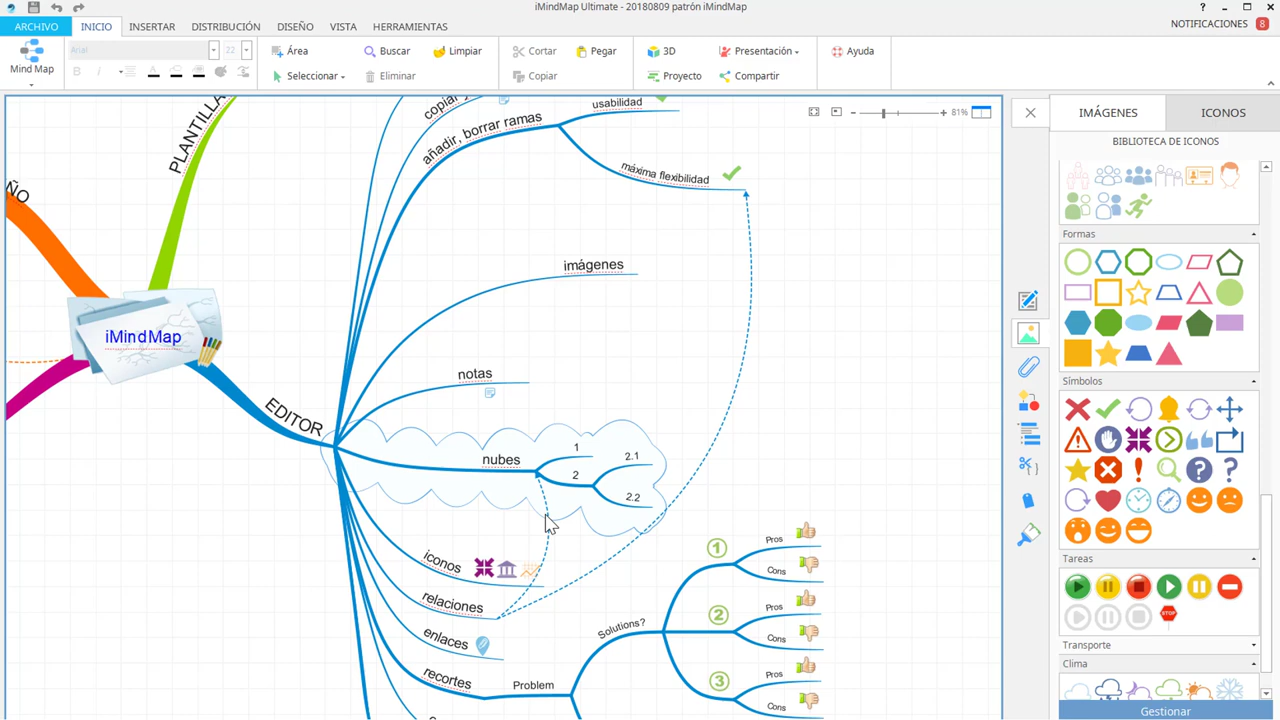 iMindMap Ultimate - 20180809 patrón iMindMap
ARCHIVO
INICIO
INSERTAR
DISTRIBUCIÓN
DISEÑO
VISTA
HERRAMIENTAS
NOTIFICACIONES 8
Mind Map
Arial
22
B
I
Área
Seleccionar
Buscar
Limpiar
Eliminar
Cortar
Pegar
Copiar
3D
Presentación
Proyecto
Compartir
Ayuda
81%
IMÁGENES
ICONOS
BIBLIOTECA DE ICONOS
Formas
Símbolos
Tareas
STOP
Transporte
Clima
Gestionar
PLANTILLA
ÑO
iMindMap
EDITOR
copiar y
añadir, borrar ramas
usabilidad
máxima flexibilidad
imágenes
notas
nubes
1
2
2.1
2.2
iconos
relaciones
enlaces
recortes
Problem
Solutions?
1
Pros
Cons
2
Pros
Cons
3
Pros
Cons